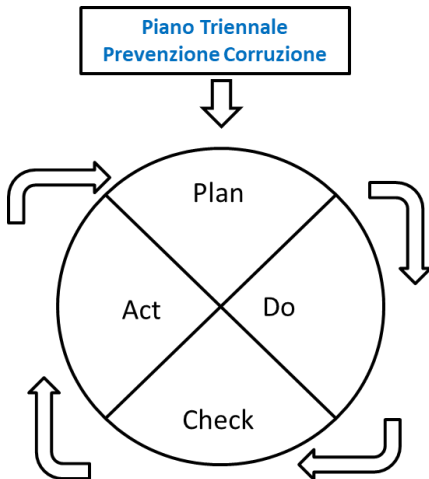 Piano Triennale
Prevenzione Corruzione
Plan
Act
Do
Check